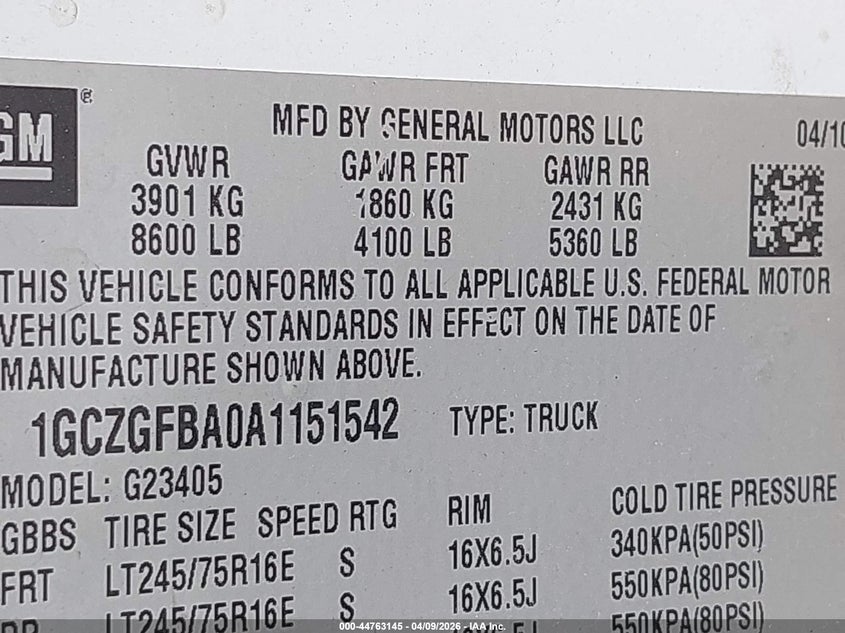 GM
®
MFD BY GENERAL MOTORS LLC 04/10
GVWR GAWR FRT GAWR RR
3901 KG 1860 KG 2431 KG
8600 LB 4100 LB 5360 LB
THIS VEHICLE CONFORMS TO ALL APPLICABLE U.S. FEDERAL MOTOR
VEHICLE SAFETY STANDARDS IN EFFECT ON THE DATE OF
MANUFACTURE SHOWN ABOVE.
1GCZGFBA0A1151542 TYPE: TRUCK
MODEL: G23405
GBBS TIRE SIZE SPEED RTG RIM COLD TIRE PRESSURE
FRT LT245/75R16E S 16X6.5J 340KPA(50PSI)
RR LT245/75R16E S 16X6.5J 550KPA(80PSI)
550KPA(80PSI)
000-44763145 - 04/09/2026 - IAA Inc.